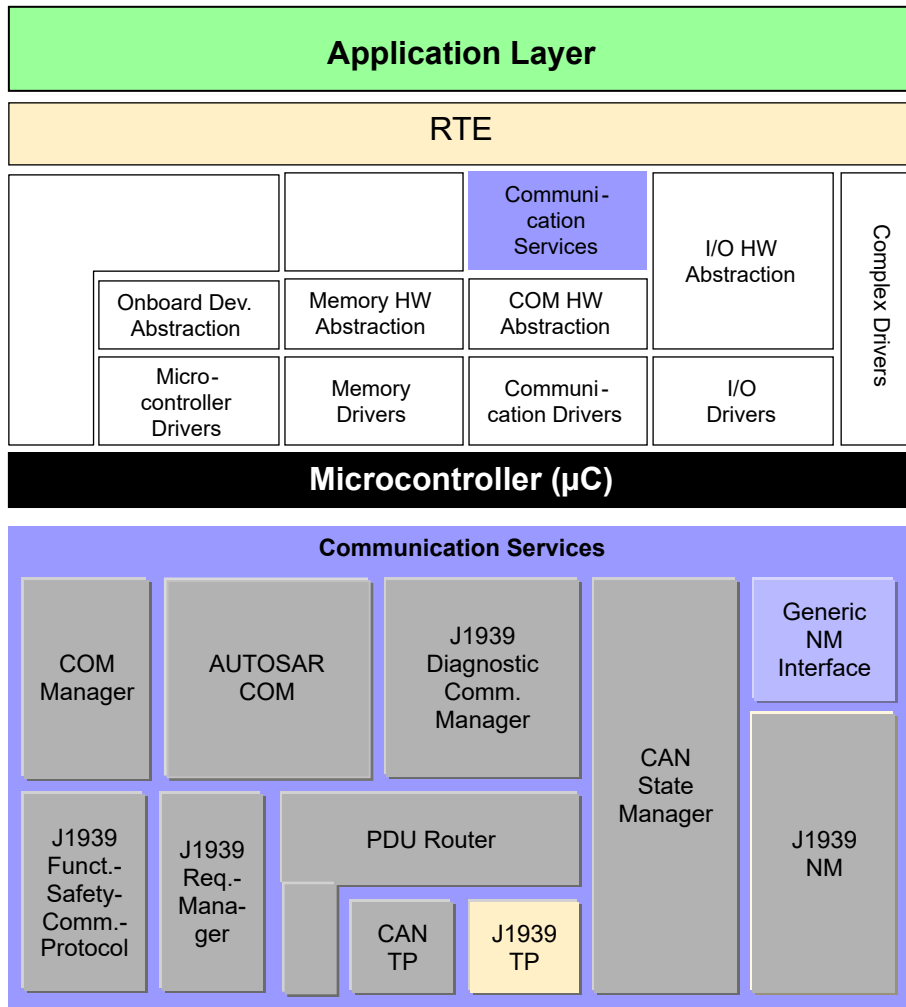 Application Layer
RTE
Communi-
cation
Services
I/O HW
Abstraction
Complex Drivers
Onboard Dev.
Abstraction
Memory HW
Abstraction
COM HW
Abstraction
Micro-
controller
Drivers
Memory
Drivers
Communi-
cation Drivers
I/O
Drivers
Microcontroller (µC)
Communication Services
COM
Manager
AUTOSAR
COM
J1939
Diagnostic
Comm.
Manager
CAN
State
Manager
Generic
NM
Interface
J1939
Funct.-
Safety-
Comm.-
Protocol
J1939
Req.-
Mana-
ger
PDU Router
CAN
TP
J1939
TP
J1939
NM